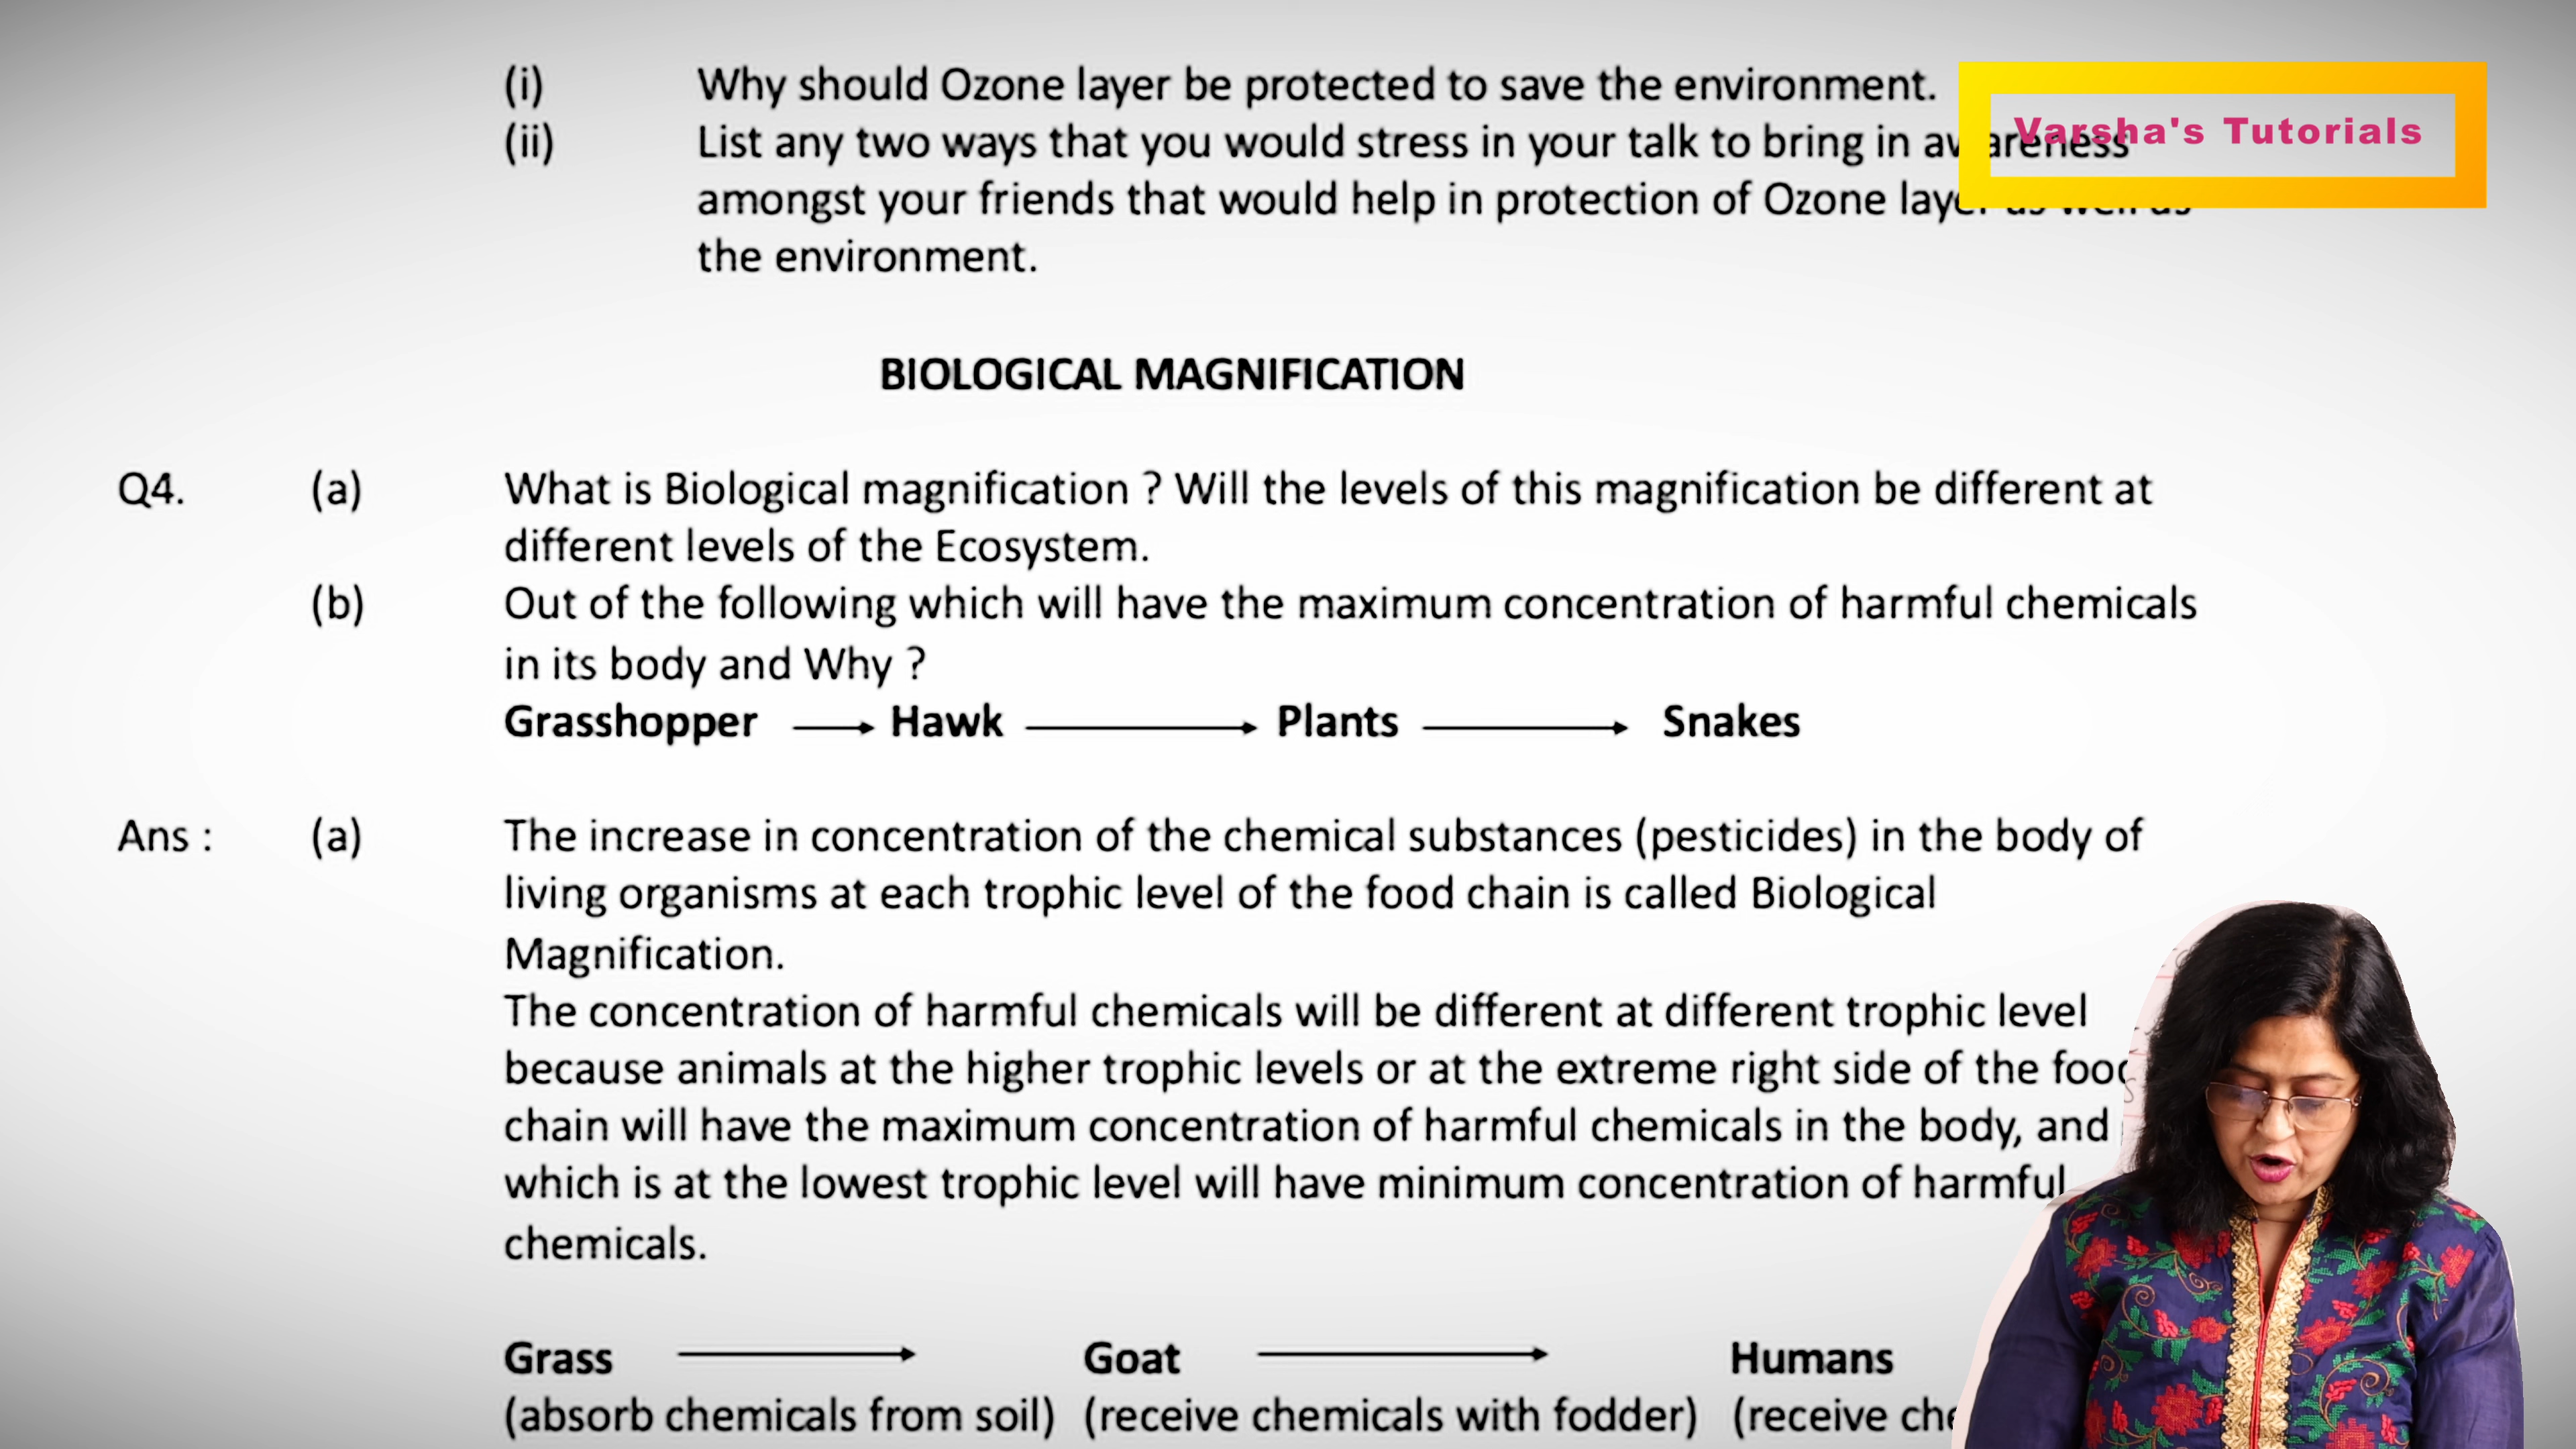 (i) Why should Ozone layer be protected to save the environment.
Varsha's Tutorials
(ii) List any two ways that you would stress in your talk to bring in awareness
amongst your friends that would help in protection of Ozone layer as well as
the environment.
BIOLOGICAL MAGNIFICATION
Q4. (a) What is Biological magnification ? Will the levels of this magnification be different at
different levels of the Ecosystem.
(b) Out of the following which will have the maximum concentration of harmful chemicals
in its body and Why ?
Grasshopper → Hawk → Plants → Snakes
Ans : (a) The increase in concentration of the chemical substances (pesticides) in the body of
living organisms at each trophic level of the food chain is called Biological
Magnification.
The concentration of harmful chemicals will be different at different trophic level
because animals at the higher trophic levels or at the extreme right side of the food
chain will have the maximum concentration of harmful chemicals in the body, and
which is at the lowest trophic level will have minimum concentration of harmful
chemicals.
Grass → Goat → Humans
(absorb chemicals from soil) (receive chemicals with fodder) (receive